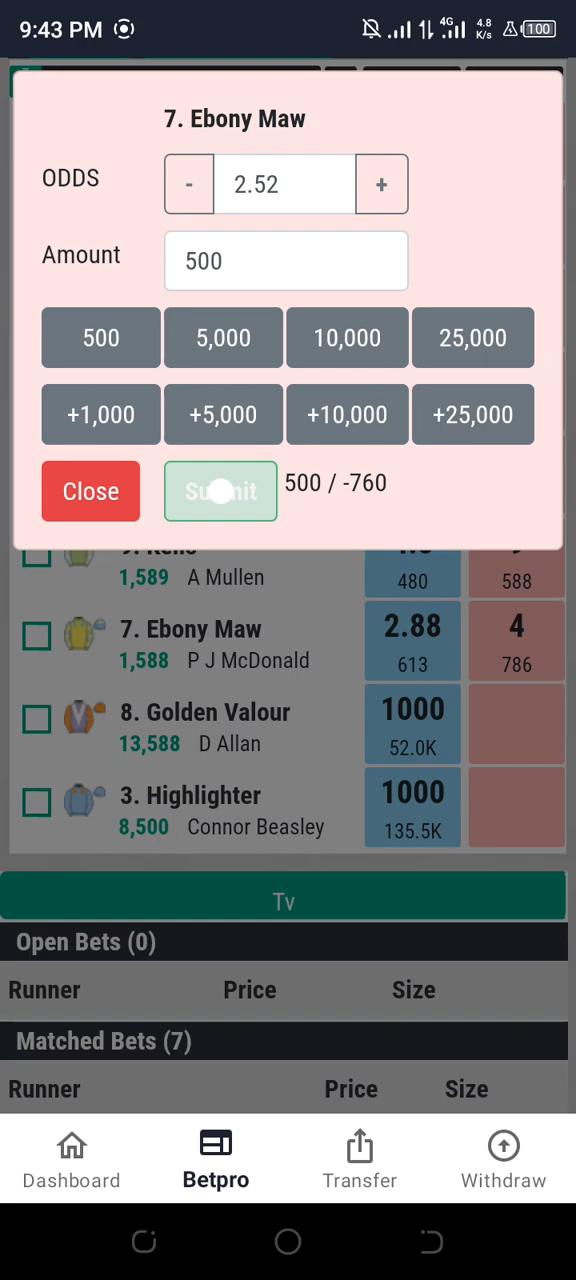 9:43 PM 4G 4.8 K/s 100
7. Ebony Maw
ODDS - 2.52 +
Amount 500
500 5,000 10,000 25,000
+1,000 +5,000 +10,000 +25,000
Close Submit 500 / -760
1,589 A Mullen 480 588
7. Ebony Maw 2.88 4
1,588 P J McDonald 613 786
8. Golden Valour 1000
13,588 D Allan 52.0K
3. Highlighter 1000
8,500 Connor Beasley 135.5K
Tv
Open Bets (0)
Runner Price Size
Matched Bets (7)
Runner Price Size
Dashboard Betpro Transfer Withdraw